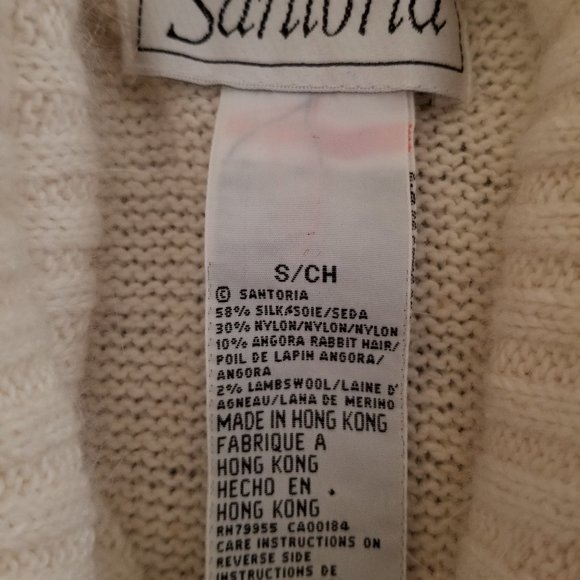 Santoria
S/CH
© SANTORIA
58% SILK/SOIE/SEDA
30% NYLON/NYLON/NYLON
10% ANGORA RABBIT HAIR/
POIL DE LAPIN ANGORA/
ANGORA
2% LAMBSWOOL/LAINE D'
AGNEAU/LANA DE MERINO
MADE IN HONG KONG
FABRIQUE A
HONG KONG
HECHO EN .
HONG KONG
RN79955 CA00184
CARE INSTRUCTIONS ON
REVERSE SIDE
INSTRUCTIONS DE